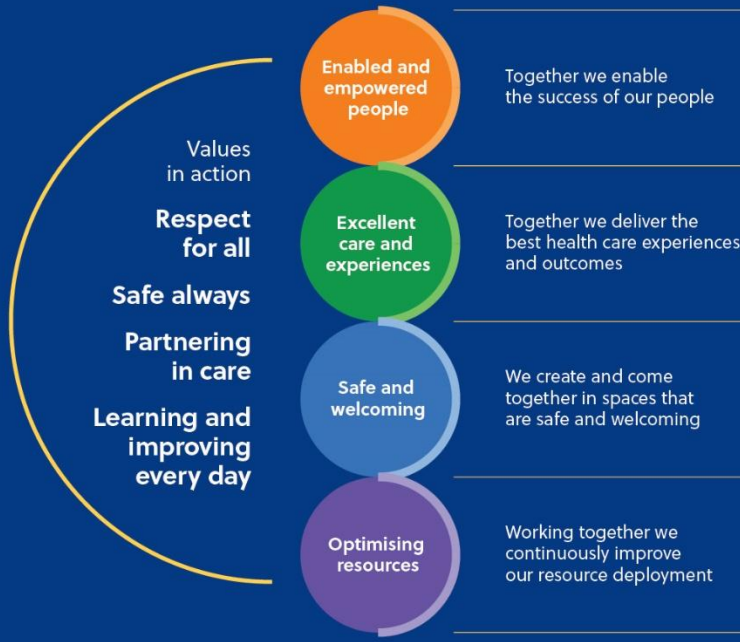 Values
in action
Respect
for all
Safe always
Partnering
in care
Learning and
improving
every day
Enabled and
empowered
people
Together we enable
the success of our people
Excellent
care and
experiences
Together we deliver the
best health care experiences
and outcomes
Safe and
welcoming
We create and come
together in spaces that
are safe and welcoming
Optimising
resources
Working together we
continuously improve
our resource deployment